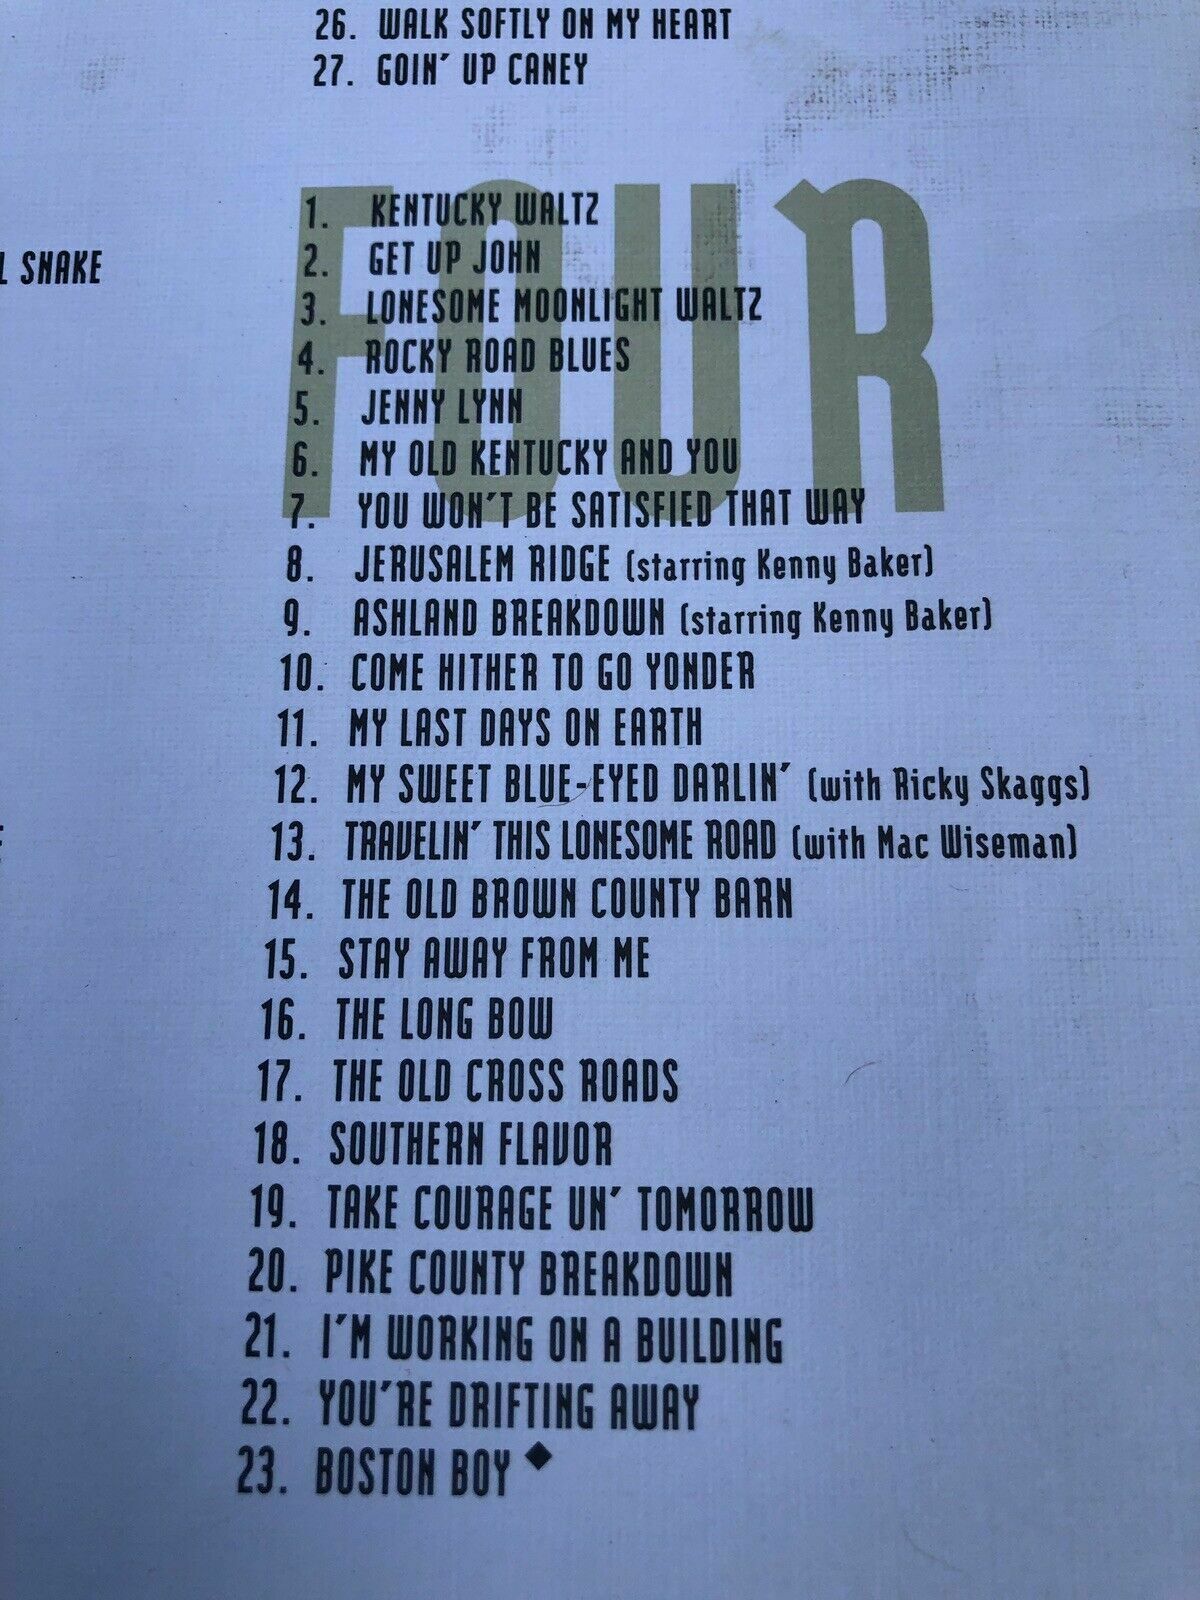 26. WALK SOFTLY ON MY HEART
27. GOIN' UP CANEY
L SNAKE
FOUR
1. KENTUCKY WALTZ
2. GET UP JOHN
3. LONESOME MOONLIGHT WALTZ
4. ROCKY ROAD BLUES
5. JENNY LYNN
6. MY OLD KENTUCKY AND YOU
7. YOU WON'T BE SATISFIED THAT WAY
8. JERUSALEM RIDGE (starring Kenny Baker)
9. ASHLAND BREAKDOWN (starring Kenny Baker)
10. COME HITHER TO GO YONDER
11. MY LAST DAYS ON EARTH
12. MY SWEET BLUE-EYED DARLIN' (with Ricky Skaggs)
13. TRAVELIN' THIS LONESOME ROAD (with Mac Wiseman)
14. THE OLD BROWN COUNTY BARN
15. STAY AWAY FROM ME
16. THE LONG BOW
17. THE OLD CROSS ROADS
18. SOUTHERN FLAVOR
19. TAKE COURAGE UN' TOMORROW
20. PIKE COUNTY BREAKDOWN
21. I'M WORKING ON A BUILDING
22. YOU'RE DRIFTING AWAY
23. BOSTON BOY ◆